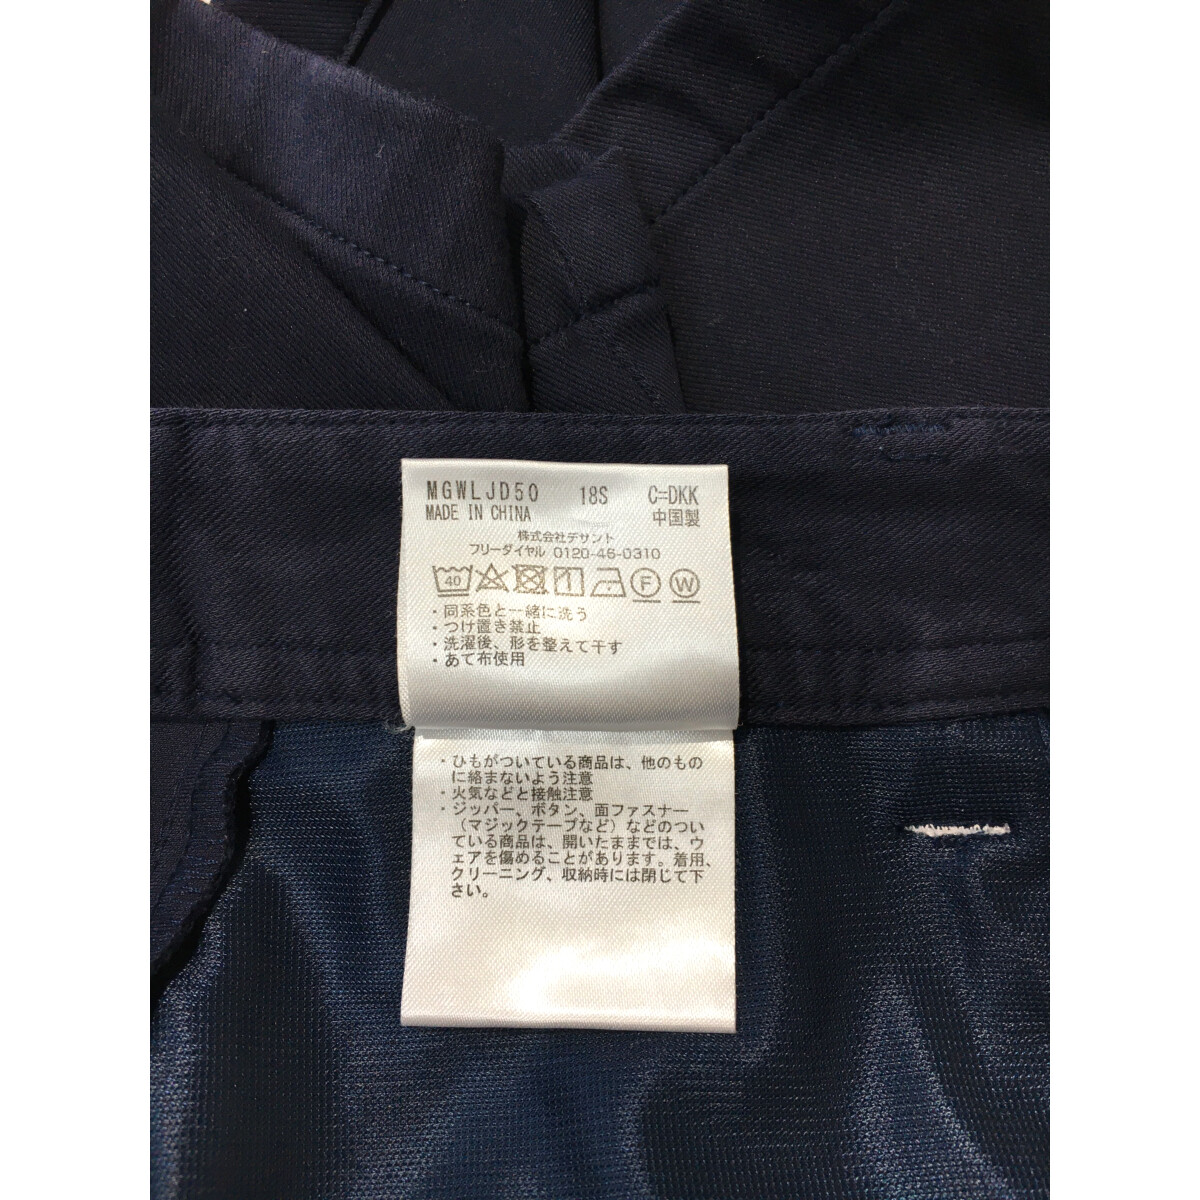 MGWLJD50 18S C=DKK
MADE IN CHINA 中国製
株式会社デサント
フリーダイヤル 0120-46-0310
40 F W
・同系色と一緒に洗う
・つけ置き禁止
・洗濯後、形を整えて干す
・あて布使用
・ひもがついている商品は、他のもの
に絡まないよう注意
・火気などと接触注意
・ジッパー、ボタン、面ファスナー
（マジックテープなど）などのつい
ている商品は、開いたままでは、ウ
ェアを傷めることがあります。着用、
クリーニング、収納時には閉じて下
さい。